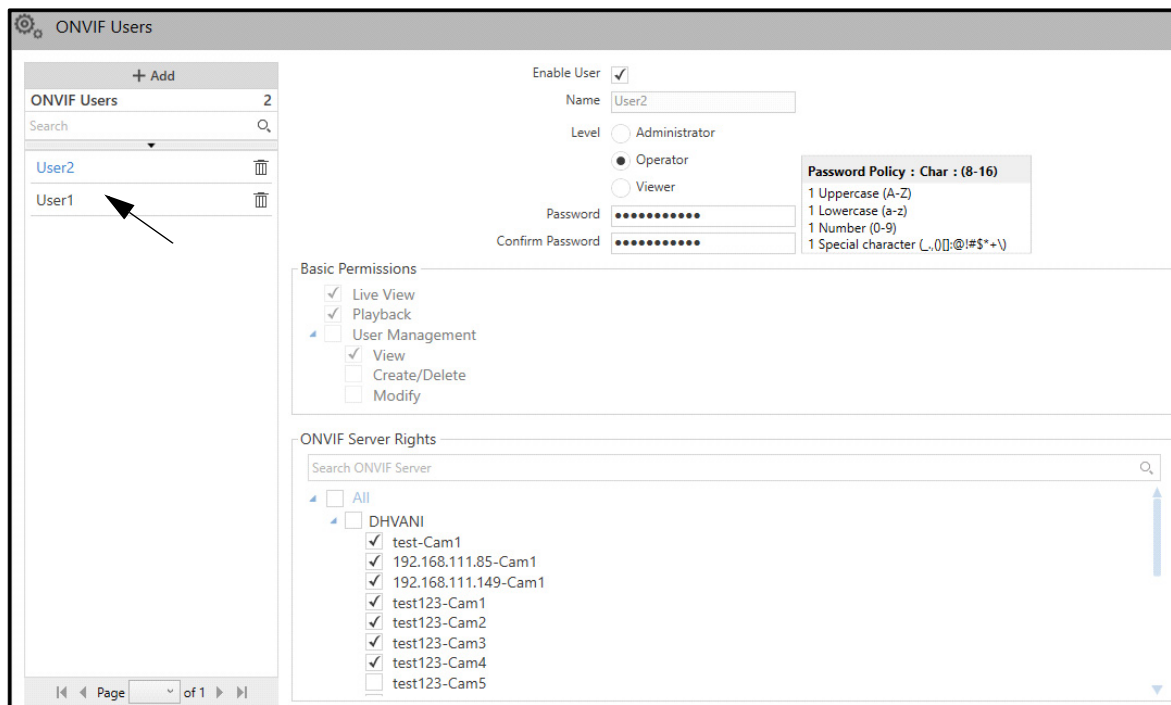 ONVIF Users
+ Add
ONVIF Users 2
Search
User2
User1
Page of 1
Enable User
Name User2
Level Administrator
Operator
Viewer
Password •••••••••••
Confirm Password •••••••••••
Password Policy : Char : (8-16)
1 Uppercase (A-Z)
1 Lowercase (a-z)
1 Number (0-9)
1 Special character (_.,()[]:@!#$*+\)
Basic Permissions
Live View
Playback
User Management
View
Create/Delete
Modify
ONVIF Server Rights
Search ONVIF Server
All
DHVANI
test-Cam1
192.168.111.85-Cam1
192.168.111.149-Cam1
test123-Cam1
test123-Cam2
test123-Cam3
test123-Cam4
test123-Cam5